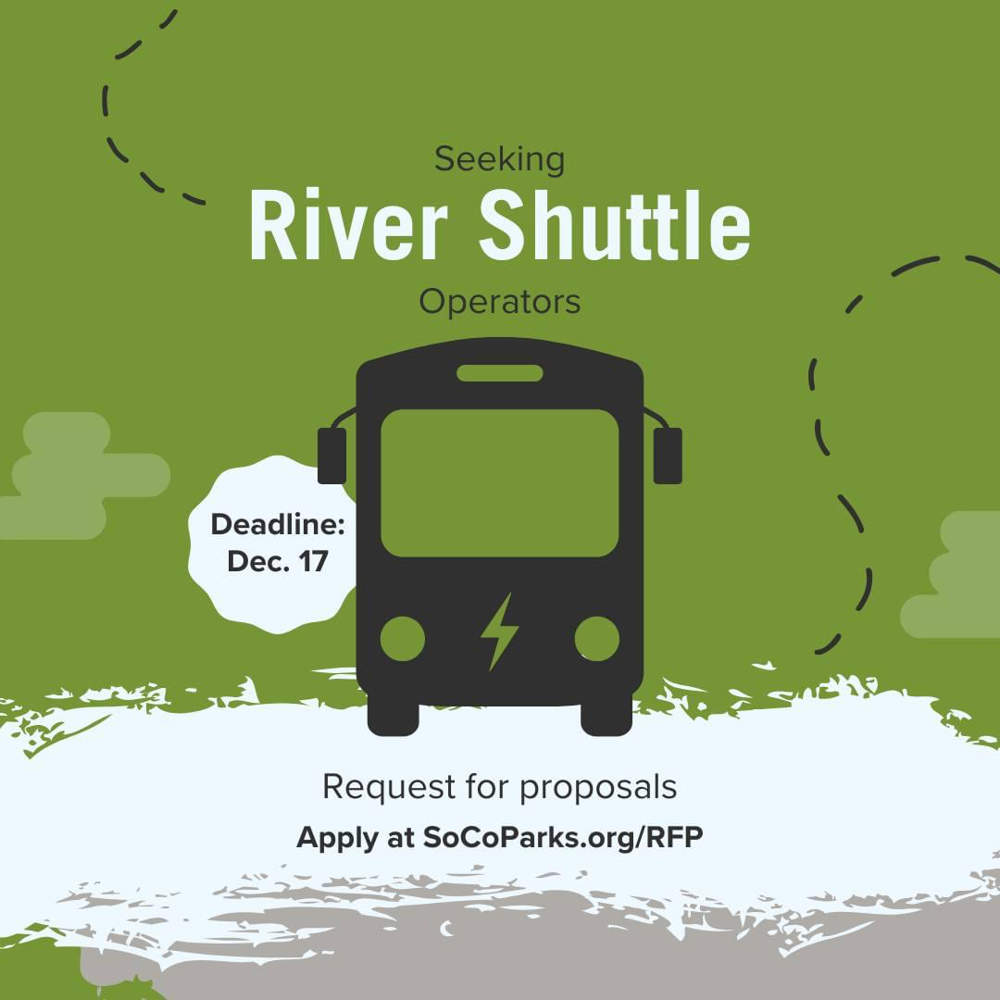 Seeking
River Shuttle
Operators
Deadline:
Dec. 17
Request for proposals
Apply at SoCoParks.org/RFP